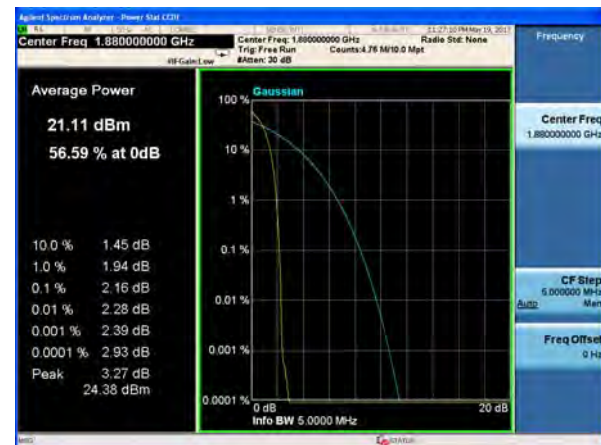 Agilent Spectrum Analyzer - Power Stat CCDF
11:27:10 PM May 19, 2017
Center Freq 1.880000000 GHz
Center Freq: 1.880000000 GHz
Radio Std: None
Trig: Free Run
Counts:4.76 M/10.0 Mpt
#IFGain:Low
#Atten: 30 dB
Frequency
Average Power
21.11 dBm
56.59 % at 0dB
10.0 % 1.45 dB
1.0 % 1.94 dB
0.1 % 2.16 dB
0.01 % 2.28 dB
0.001 % 2.39 dB
0.0001 % 2.93 dB
Peak 3.27 dB
24.38 dBm
Gaussian
100 %
10 %
1 %
0.1 %
0.01 %
0.001 %
0.0001 %
0 dB
20 dB
Info BW 5.0000 MHz
Center Freq
1.880000000 GHz
CF Step
5.000000 MHz
Auto Man
Freq Offset
0 Hz
MSG
STATUS